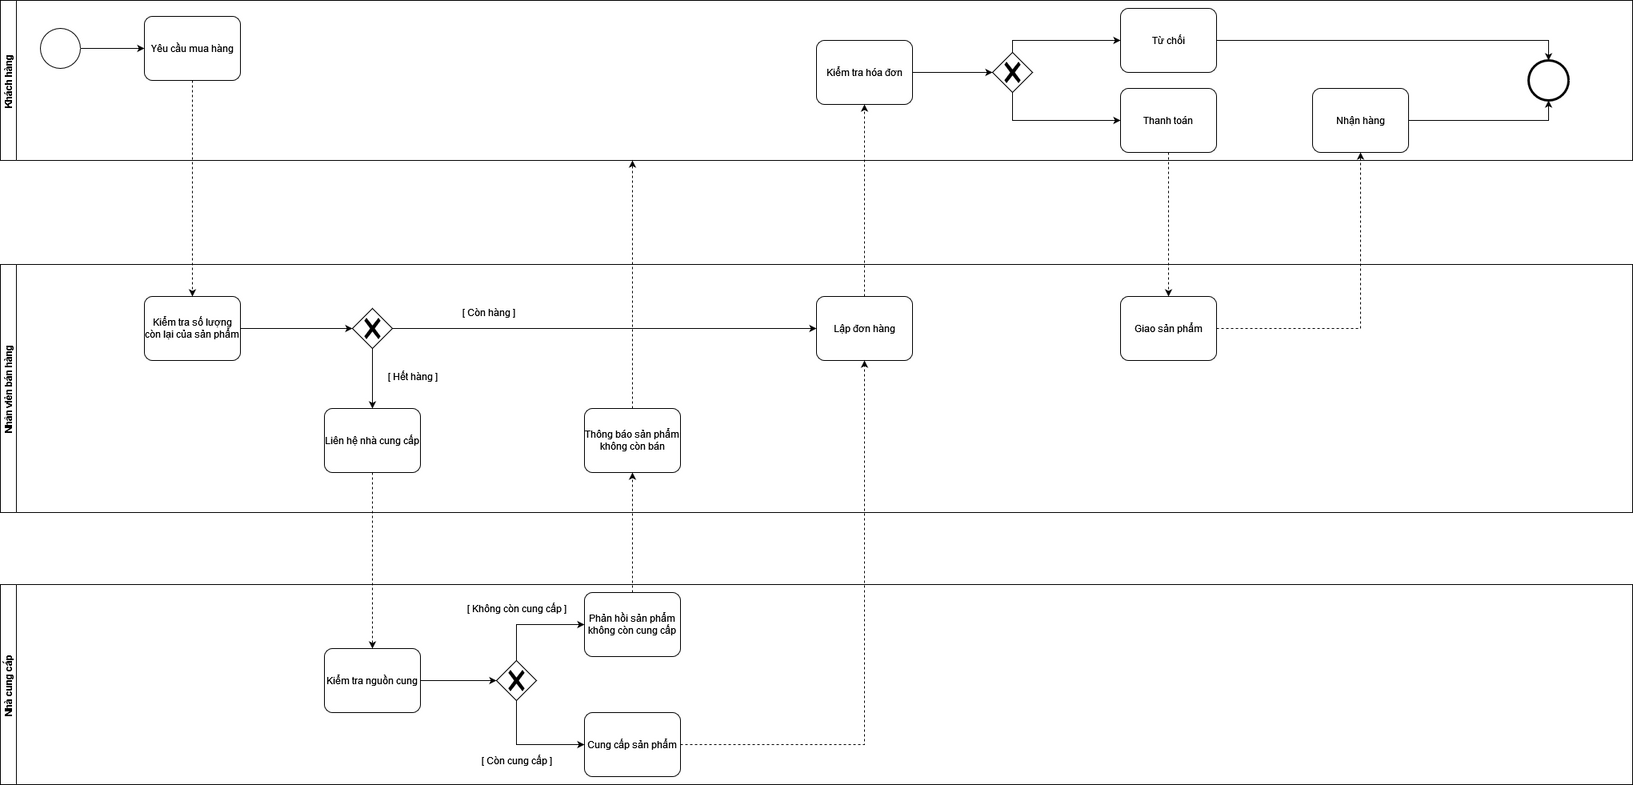 Khách hàng
Yêu cầu mua hàng
Kiểm tra hóa đơn
Từ chối
Thanh toán
Nhận hàng
Nhân viên bán hàng
Kiểm tra số lượng
còn lại của sản phẩm
[ Còn hàng ]
[ Hết hàng ]
Lập đơn hàng
Giao sản phẩm
Liên hệ nhà cung cấp
Thông báo sản phẩm
không còn bán
Nhà cung cấp
Kiểm tra nguồn cung
[ Không còn cung cấp ]
Phản hồi sản phẩm
không còn cung cấp
[ Còn cung cấp ]
Cung cấp sản phẩm